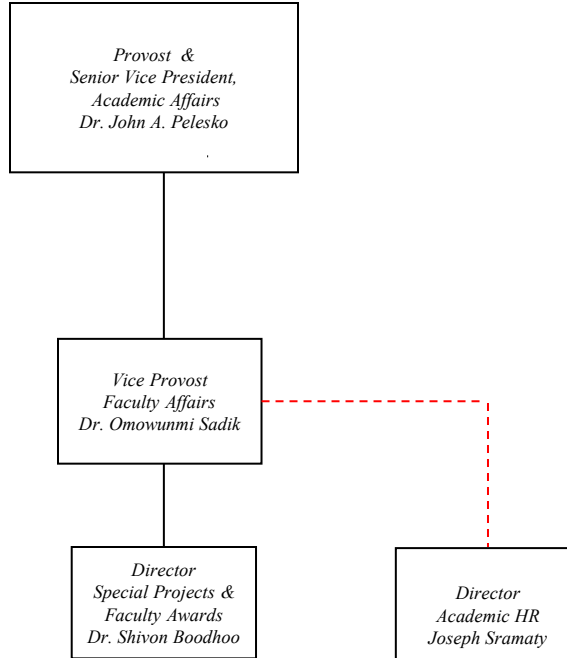 Provost &
Senior Vice President,
Academic Affairs
Dr. John A. Pelesko
Vice Provost
Faculty Affairs
Dr. Omowunmi Sadik
Director
Special Projects &
Faculty Awards
Dr. Shivon Boodhoo
Director
Academic HR
Joseph Sramaty